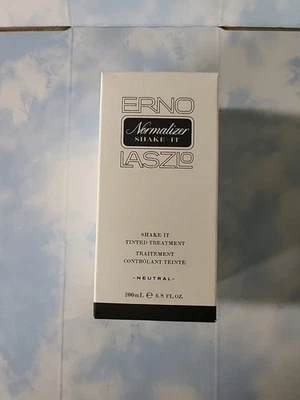 ERNO
Normalizer
SHAKE-IT
LASZLO
SHAKE IT
TINTED TREATMENT
TRAITEMENT
CONTRÔLANT TEINTE
-NEUTRAL-
200mL ℮ 6.8 FL.OZ.